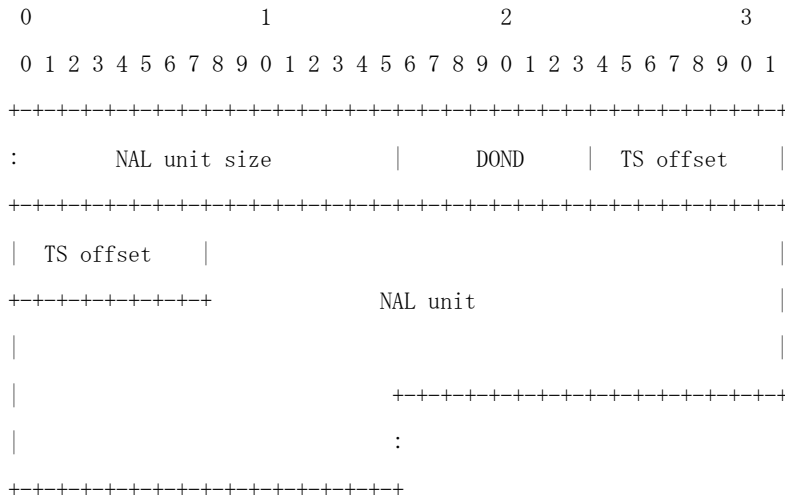 0                   1                   2                   3
0 1 2 3 4 5 6 7 8 9 0 1 2 3 4 5 6 7 8 9 0 1 2 3 4 5 6 7 8 9 0 1
+-+-+-+-+-+-+-+-+-+-+-+-+-+-+-+-+-+-+-+-+-+-+-+-+-+-+-+-+-+-+-+-+
:        NAL unit size          |      DOND     |  TS offset    |
+-+-+-+-+-+-+-+-+-+-+-+-+-+-+-+-+-+-+-+-+-+-+-+-+-+-+-+-+-+-+-+-+
|  TS offset    |                                               |
+-+-+-+-+-+-+-+-+              NAL unit                         |
|                                                               |
|                               +-+-+-+-+-+-+-+-+-+-+-+-+-+-+-+-+
|                               :
+-+-+-+-+-+-+-+-+-+-+-+-+-+-+-+-+